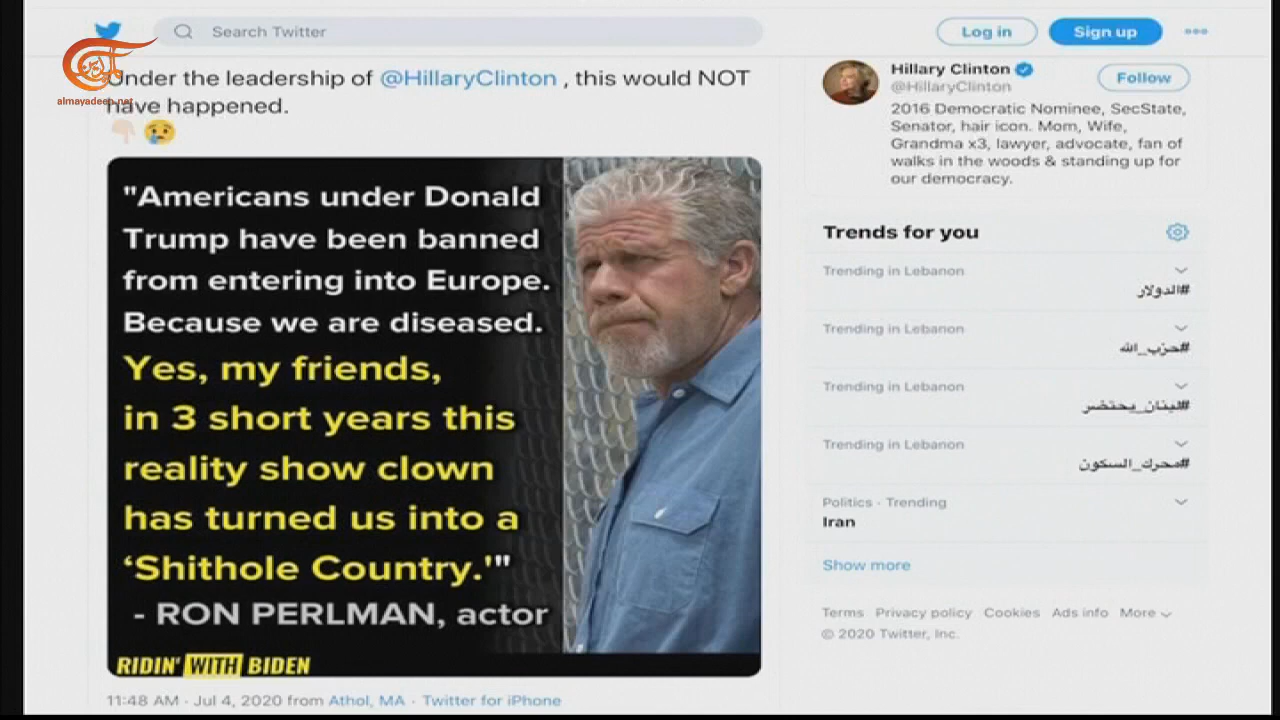 Search Twitter
Log in
Sign up
almayadeen.net
Under the leadership of @HillaryClinton , this would NOT
have happened.
"Americans under Donald
Trump have been banned
from entering into Europe.
Because we are diseased.
Yes, my friends,
in 3 short years this
reality show clown
has turned us into a
‘Shithole Country.'"
- RON PERLMAN, actor
RIDIN' WITH BIDEN
11:48 AM · Jul 4, 2020 from Athol, MA · Twitter for iPhone
Hillary Clinton
@HillaryClinton
Follow
2016 Democratic Nominee, SecState,
Senator, hair icon. Mom, Wife,
Grandma x3, lawyer, advocate, fan of
walks in the woods & standing up for
our democracy.
Trends for you
Trending in Lebanon
#الدولار
Trending in Lebanon
#حزب_الله
Trending in Lebanon
#لبنان_يحتضر
Trending in Lebanon
#محرك_السكون
Politics · Trending
Iran
Show more
Terms Privacy policy Cookies Ads info More
© 2020 Twitter, Inc.